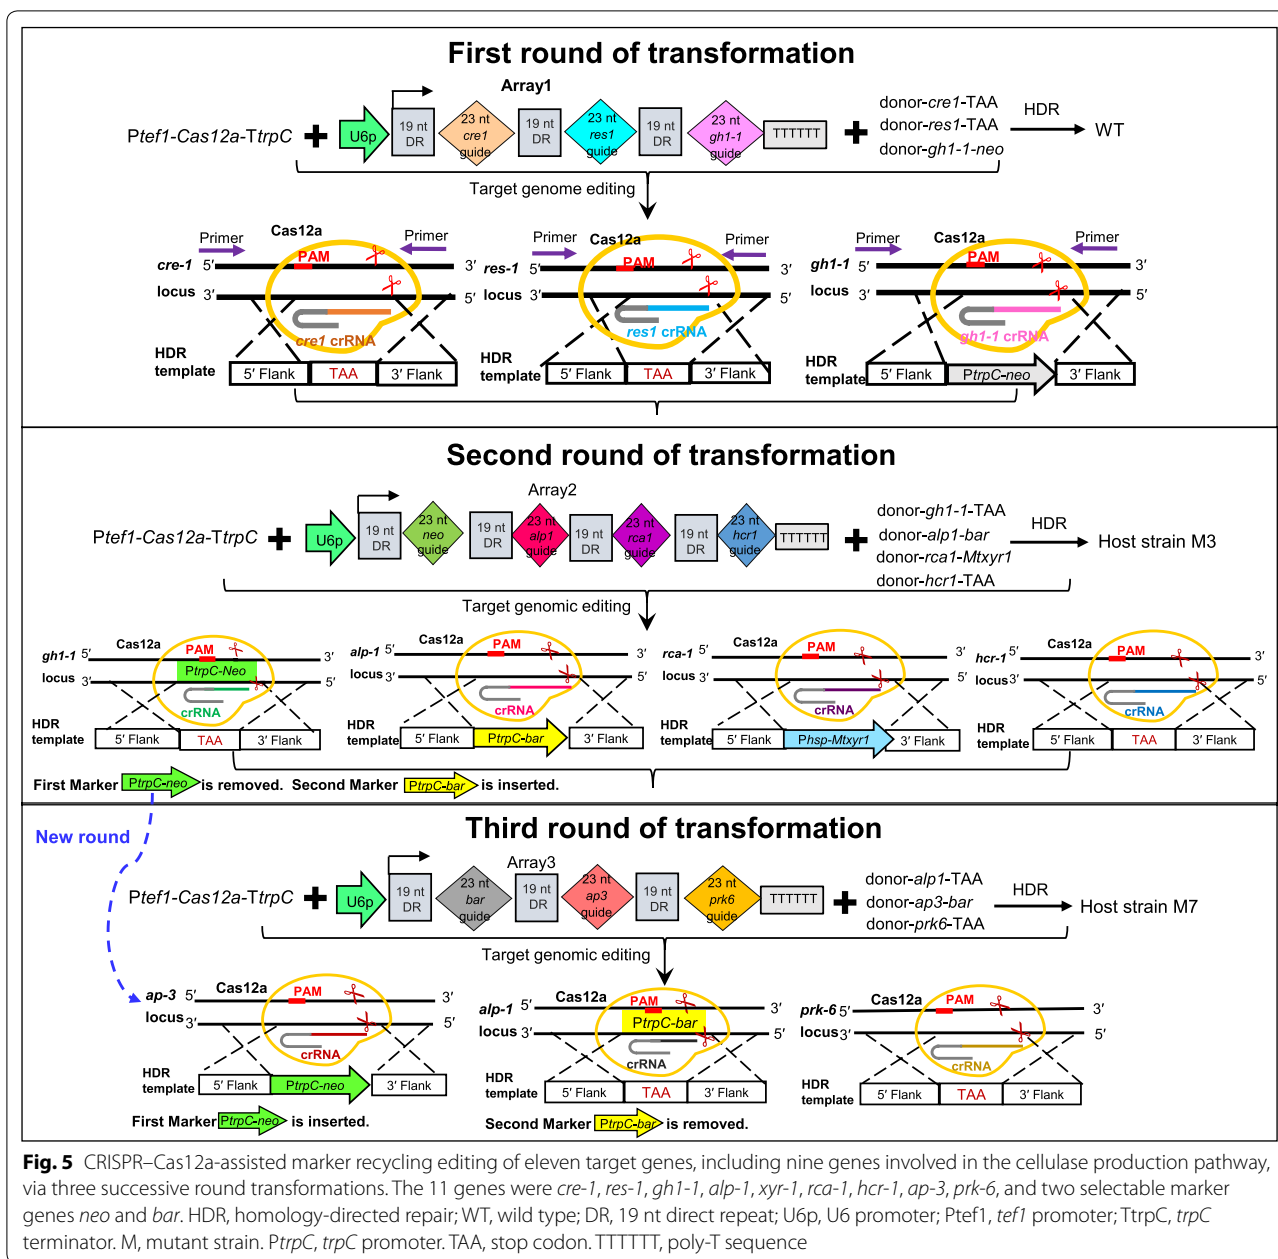 First round of transformation
Array1
Ptef1-Cas12a-TtrpC + U6p 19 nt DR 23 nt cre1 guide 19 nt DR 23 nt res1 guide 19 nt DR 23 nt gh1-1 guide TTTTTT + donor-cre1-TAA HDR WT
donor-res1-TAA
donor-gh1-1-neo
Target genome editing
Primer Cas12a Primer
PAM
cre-1 5′ 3′
locus 3′ 5′
cre1 crRNA
HDR template 5′ Flank TAA 3′ Flank
Primer Cas12a Primer
PAM
res-1 5′ 3′
locus 3′ 5′
res1 crRNA
HDR template 5′ Flank TAA 3′ Flank
Primer Cas12a Primer
PAM
gh1-1 5′ 3′
locus 3′ 5′
gh1-1 crRNA
HDR template 5′ Flank PtrpC-neo 3′ Flank
Second round of transformation
Array2
Ptef1-Cas12a-TtrpC + U6p 19 nt DR 23 nt neo guide 19 nt DR 23 nt alp1 guide 19 nt DR 23 nt rca1 guide 19 nt DR 23 nt hcr1 guide TTTTTT + donor-gh1-1-TAA HDR Host strain M3
donor-alp1-bar
donor-rca1-Mtxyr1
donor-hcr1-TAA
Target genomic editing
Cas12a
PAM
gh1-1 5′ 3′
PtrpC-Neo
locus 3′ 5′
crRNA
HDR template 5′ Flank TAA 3′ Flank
Cas12a
PAM
alp-1 5′ 3′
locus 3′ 5′
crRNA
HDR template 5′ Flank PtrpC-bar 3′ Flank
Cas12a
PAM
rca-1 5′ 3′
locus 3′ 5′
crRNA
HDR template 5′ Flank Phsp-Mtxyr1 3′ Flank
Cas12a
PAM
hcr-1 5′ 3′
locus 3′ 5′
crRNA
HDR template 5′ Flank TAA 3′ Flank
First Marker PtrpC-neo is removed. Second Marker PtrpC-bar is inserted.
New round
Third round of transformation
Array3
Ptef1-Cas12a-TtrpC + U6p 19 nt DR 23 nt bar guide 19 nt DR 23 nt ap3 guide 19 nt DR 23 nt prk6 guide TTTTTT + donor-alp1-TAA HDR Host strain M7
donor-ap3-bar
donor-prk6-TAA
Target genomic editing
Cas12a
PAM
ap-3 5′ 3′
locus 3′ 5′
crRNA
HDR template 5′ Flank PtrpC-neo 3′ Flank
First Marker PtrpC-neo is inserted.
Cas12a
PAM
alp-1 5′ 3′
PtrpC-bar
locus 3′ 5′
crRNA
HDR template 5′ Flank TAA 3′ Flank
Second Marker PtrpC-bar is removed.
Cas12a
PAM
prk-6 5′ 3′
locus 3′ 5′
crRNA
HDR template 5′ Flank TAA 3′ Flank
Fig. 5 CRISPR–Cas12a-assisted marker recycling editing of eleven target genes, including nine genes involved in the cellulase production pathway,
via three successive round transformations. The 11 genes were cre-1, res-1, gh1-1, alp-1, xyr-1, rca-1, hcr-1, ap-3, prk-6, and two selectable marker
genes neo and bar. HDR, homology-directed repair; WT, wild type; DR, 19 nt direct repeat; U6p, U6 promoter; Ptef1, tef1 promoter; TtrpC, trpC
terminator. M, mutant strain. PtrpC, trpC promoter. TAA, stop codon. TTTTTT, poly-T sequence